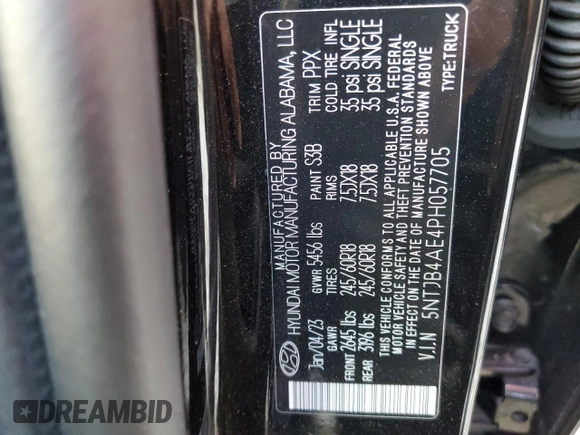 MANUFACTURED BY
HYUNDAI MOTOR MANUFACTURING ALABAMA, LLC
Jan/04/23 GVWR 5456 lbs PAINT S3B TRIM PPX
GAWR TIRES RIMS COLD TIRE INFL
FRONT 2645 lbs 245/60R18 7.5JX18 35 psi SINGLE
REAR 3196 lbs 245/60R18 7.5JX18 35 psi SINGLE
THIS VEHICLE CONFORMS TO ALL APPLICABLE U.S.A. FEDERAL
MOTOR VEHICLE SAFETY AND THEFT PREVENTION STANDARDS
IN EFFECT ON THE DATE OF MANUFACTURE SHOWN ABOVE
V.I.N 5NTJB4AE4PH057705 TYPE:TRUCK
DREAMBID